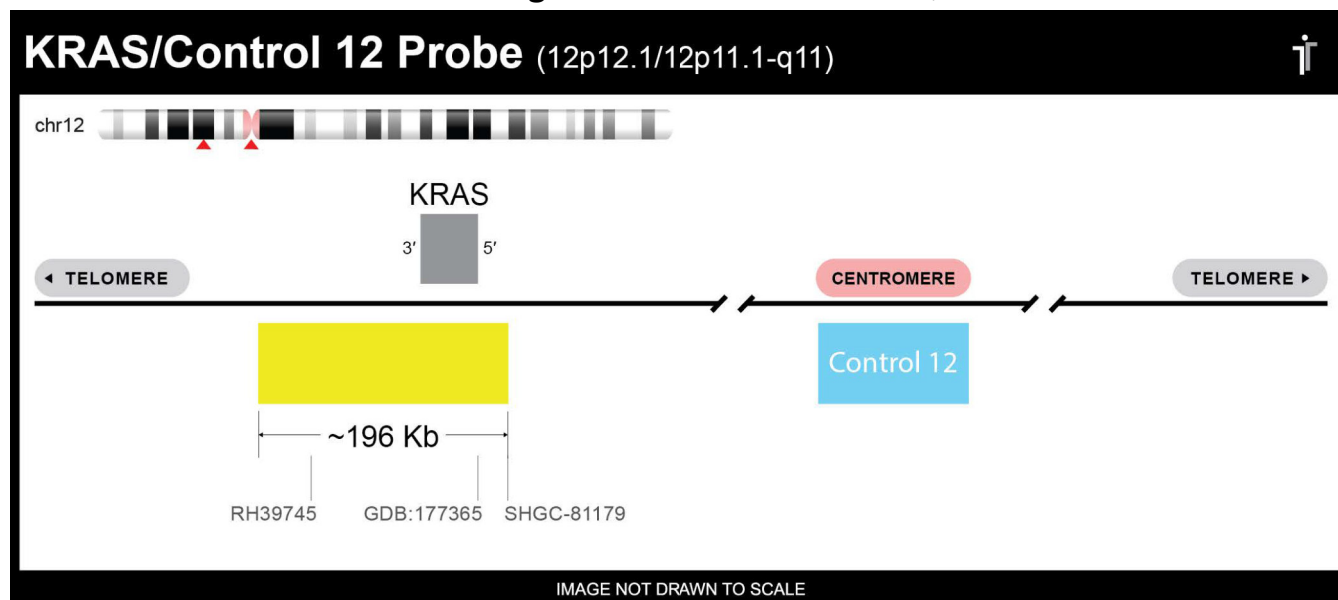 KRAS/Control 12 Probe (12p12.1/12p11.1-q11)
chr12
KRAS
3′ 5′
◂ TELOMERE
CENTROMERE
TELOMERE ▸
Control 12
~196 Kb
RH39745 GDB:177365 SHGC-81179
IMAGE NOT DRAWN TO SCALE